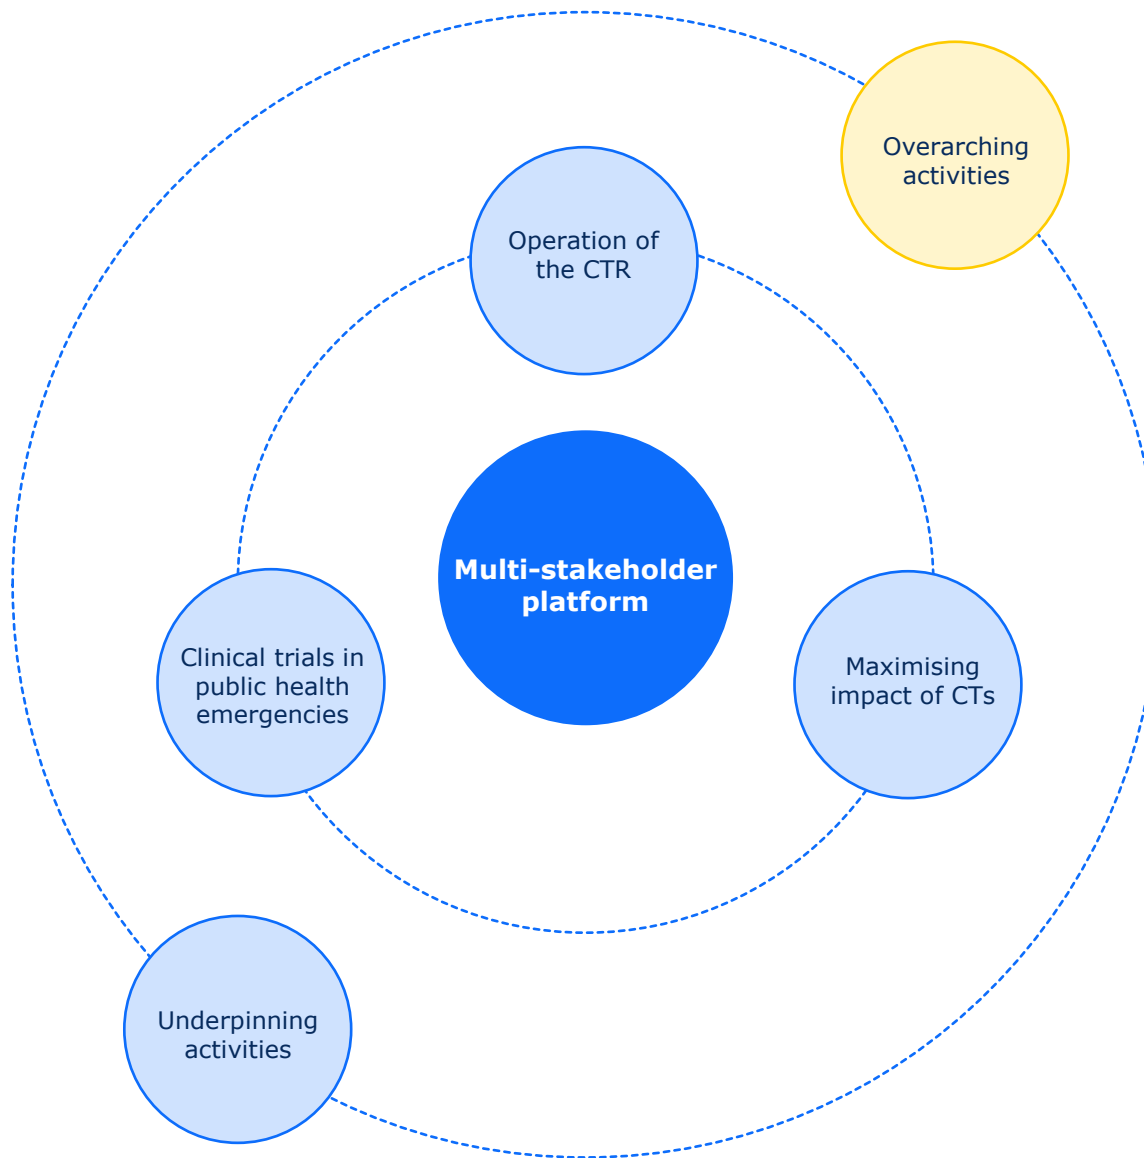 Overarching
activities
Operation of
the CTR
Multi-stakeholder
platform
Clinical trials in
public health
emergencies
Maximising
impact of CTs
Underpinning
activities